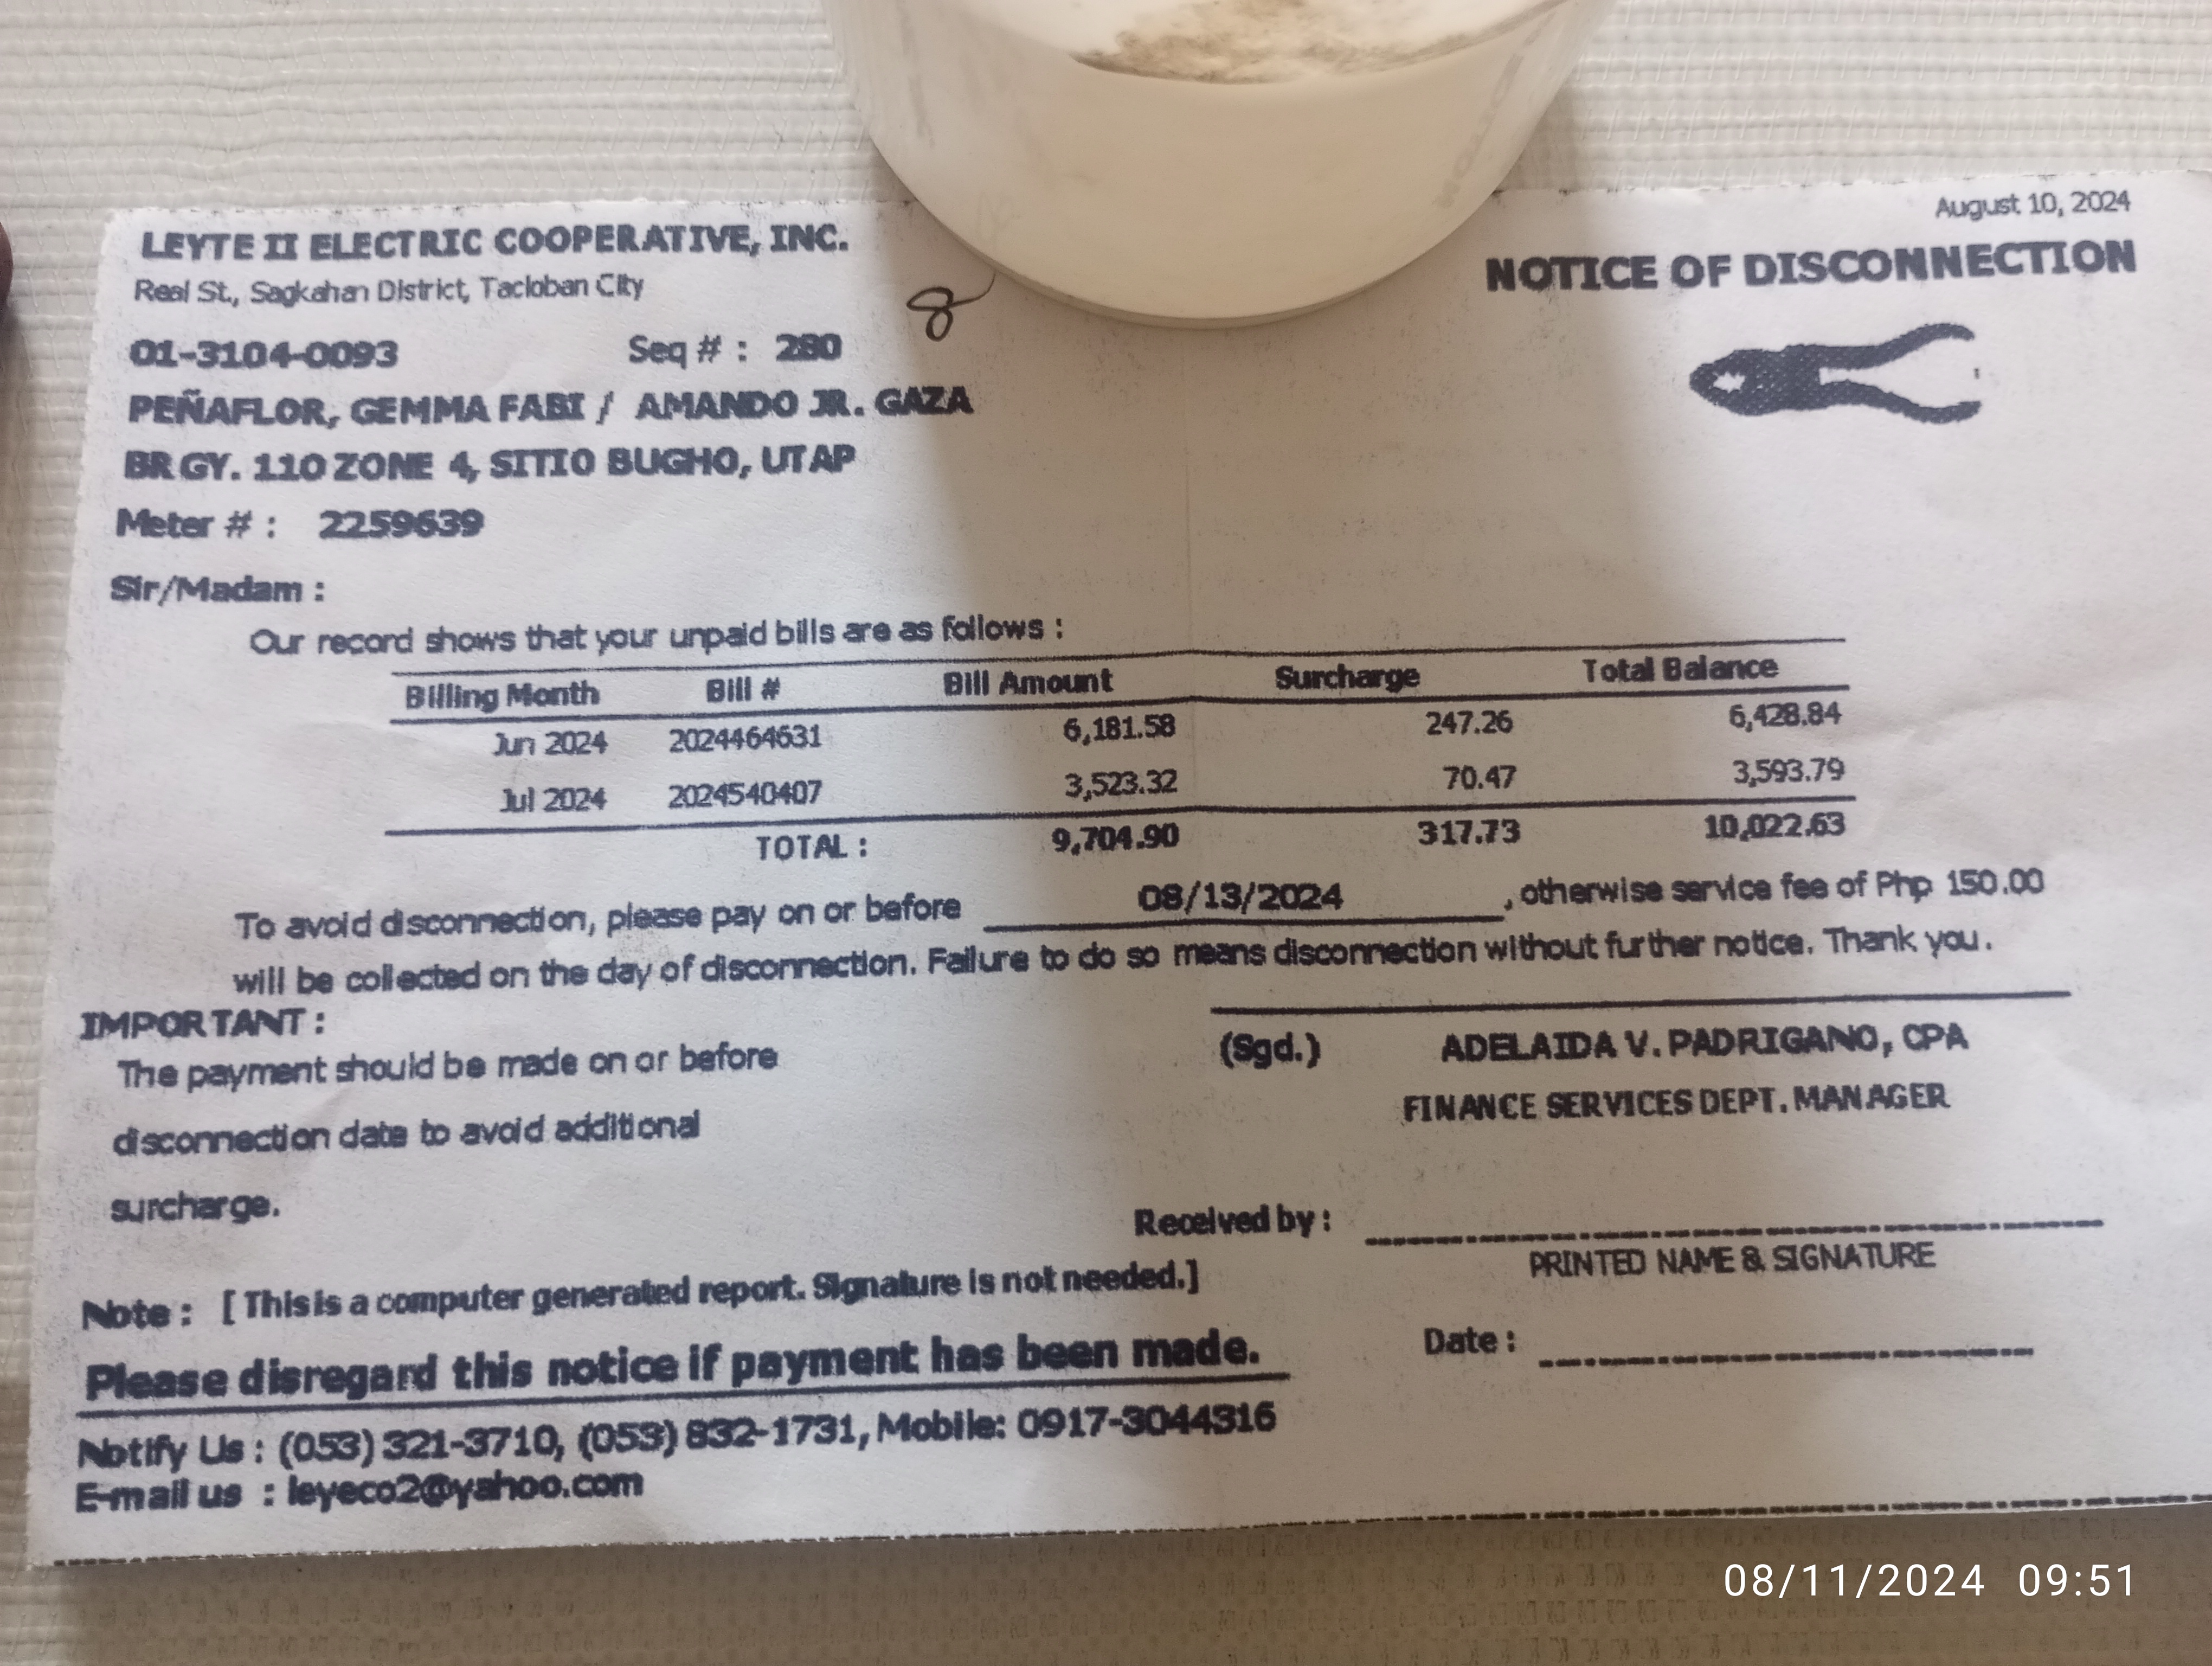 August 10, 2024
LEYTE II ELECTRIC COOPERATIVE, INC.
NOTICE OF DISCONNECTION
Real St., Sagkahan District, Tacloban City
8
01-3104-0093 Seq # : 280
PEÑAFLOR, GEMMA FABI / AMANDO JR. GAZA
BRGY. 110 ZONE 4, SITIO BUGHO, UTAP
Meter # : 2259639
Sir/Madam :
Our record shows that your unpaid bills are as follows :
Billing Month Bill # Bill Amount Surcharge Total Balance
Jun 2024 2024464631 6,181.58 247.26 6,428.84
Jul 2024 2024540407 3,523.32 70.47 3,593.79
TOTAL : 9,704.90 317.73 10,022.63
To avoid disconnection, please pay on or before 08/13/2024 , otherwise service fee of Php 150.00
will be collected on the day of disconnection. Failure to do so means disconnection without further notice. Thank you.
IMPORTANT :
The payment should be made on or before
disconnection date to avoid additional
surcharge.
(Sgd.) ADELAIDA V. PADRIGANO, CPA
FINANCE SERVICES DEPT. MANAGER
Received by :
PRINTED NAME & SIGNATURE
Note : [ This is a computer generated report. Signature is not needed.]
Please disregard this notice if payment has been made.
Date :
Notify Us : (053) 321-3710, (053) 832-1731, Mobile: 0917-3044316
E-mail us : leyeco2@yahoo.com
08/11/2024 09:51